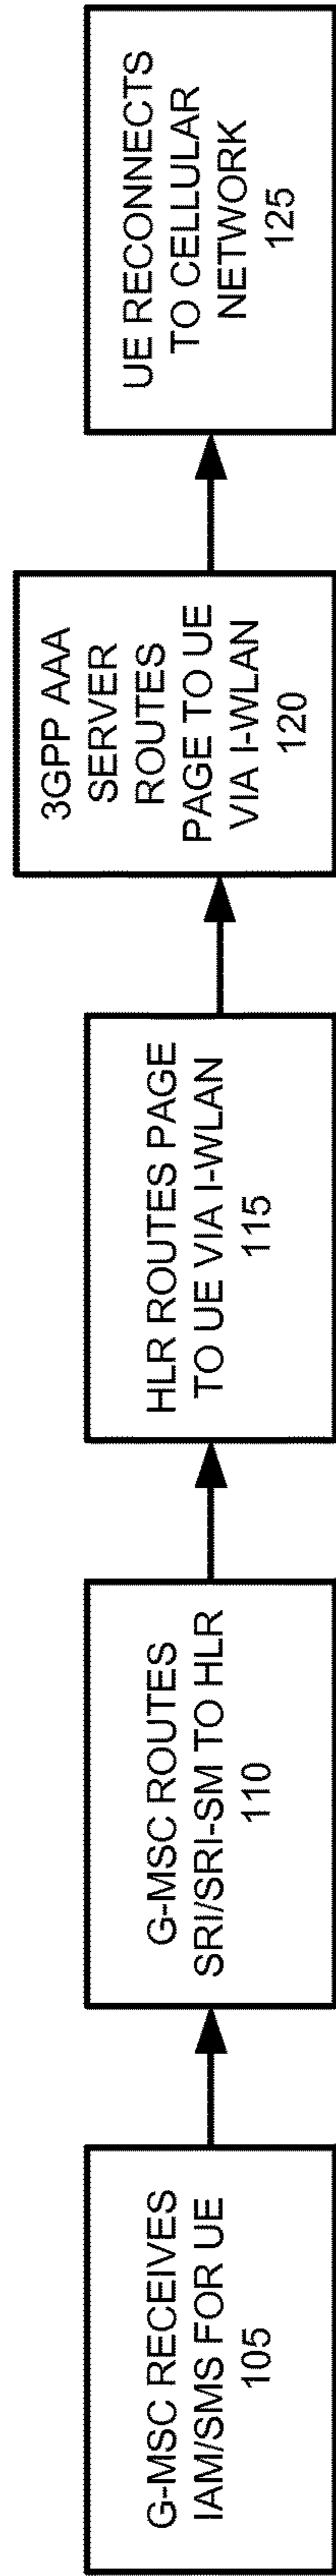 G-MSC RECEIVES
IAM/SMS FOR UE
105
G-MSC ROUTES
SRI/SRI-SM TO HLR
110
HLR ROUTES PAGE
TO UE VIA I-WLAN
115
3GPP AAA
SERVER
ROUTES
PAGE TO UE
VIA I-WLAN
120
UE RECONNECTS
TO CELLULAR
NETWORK
125